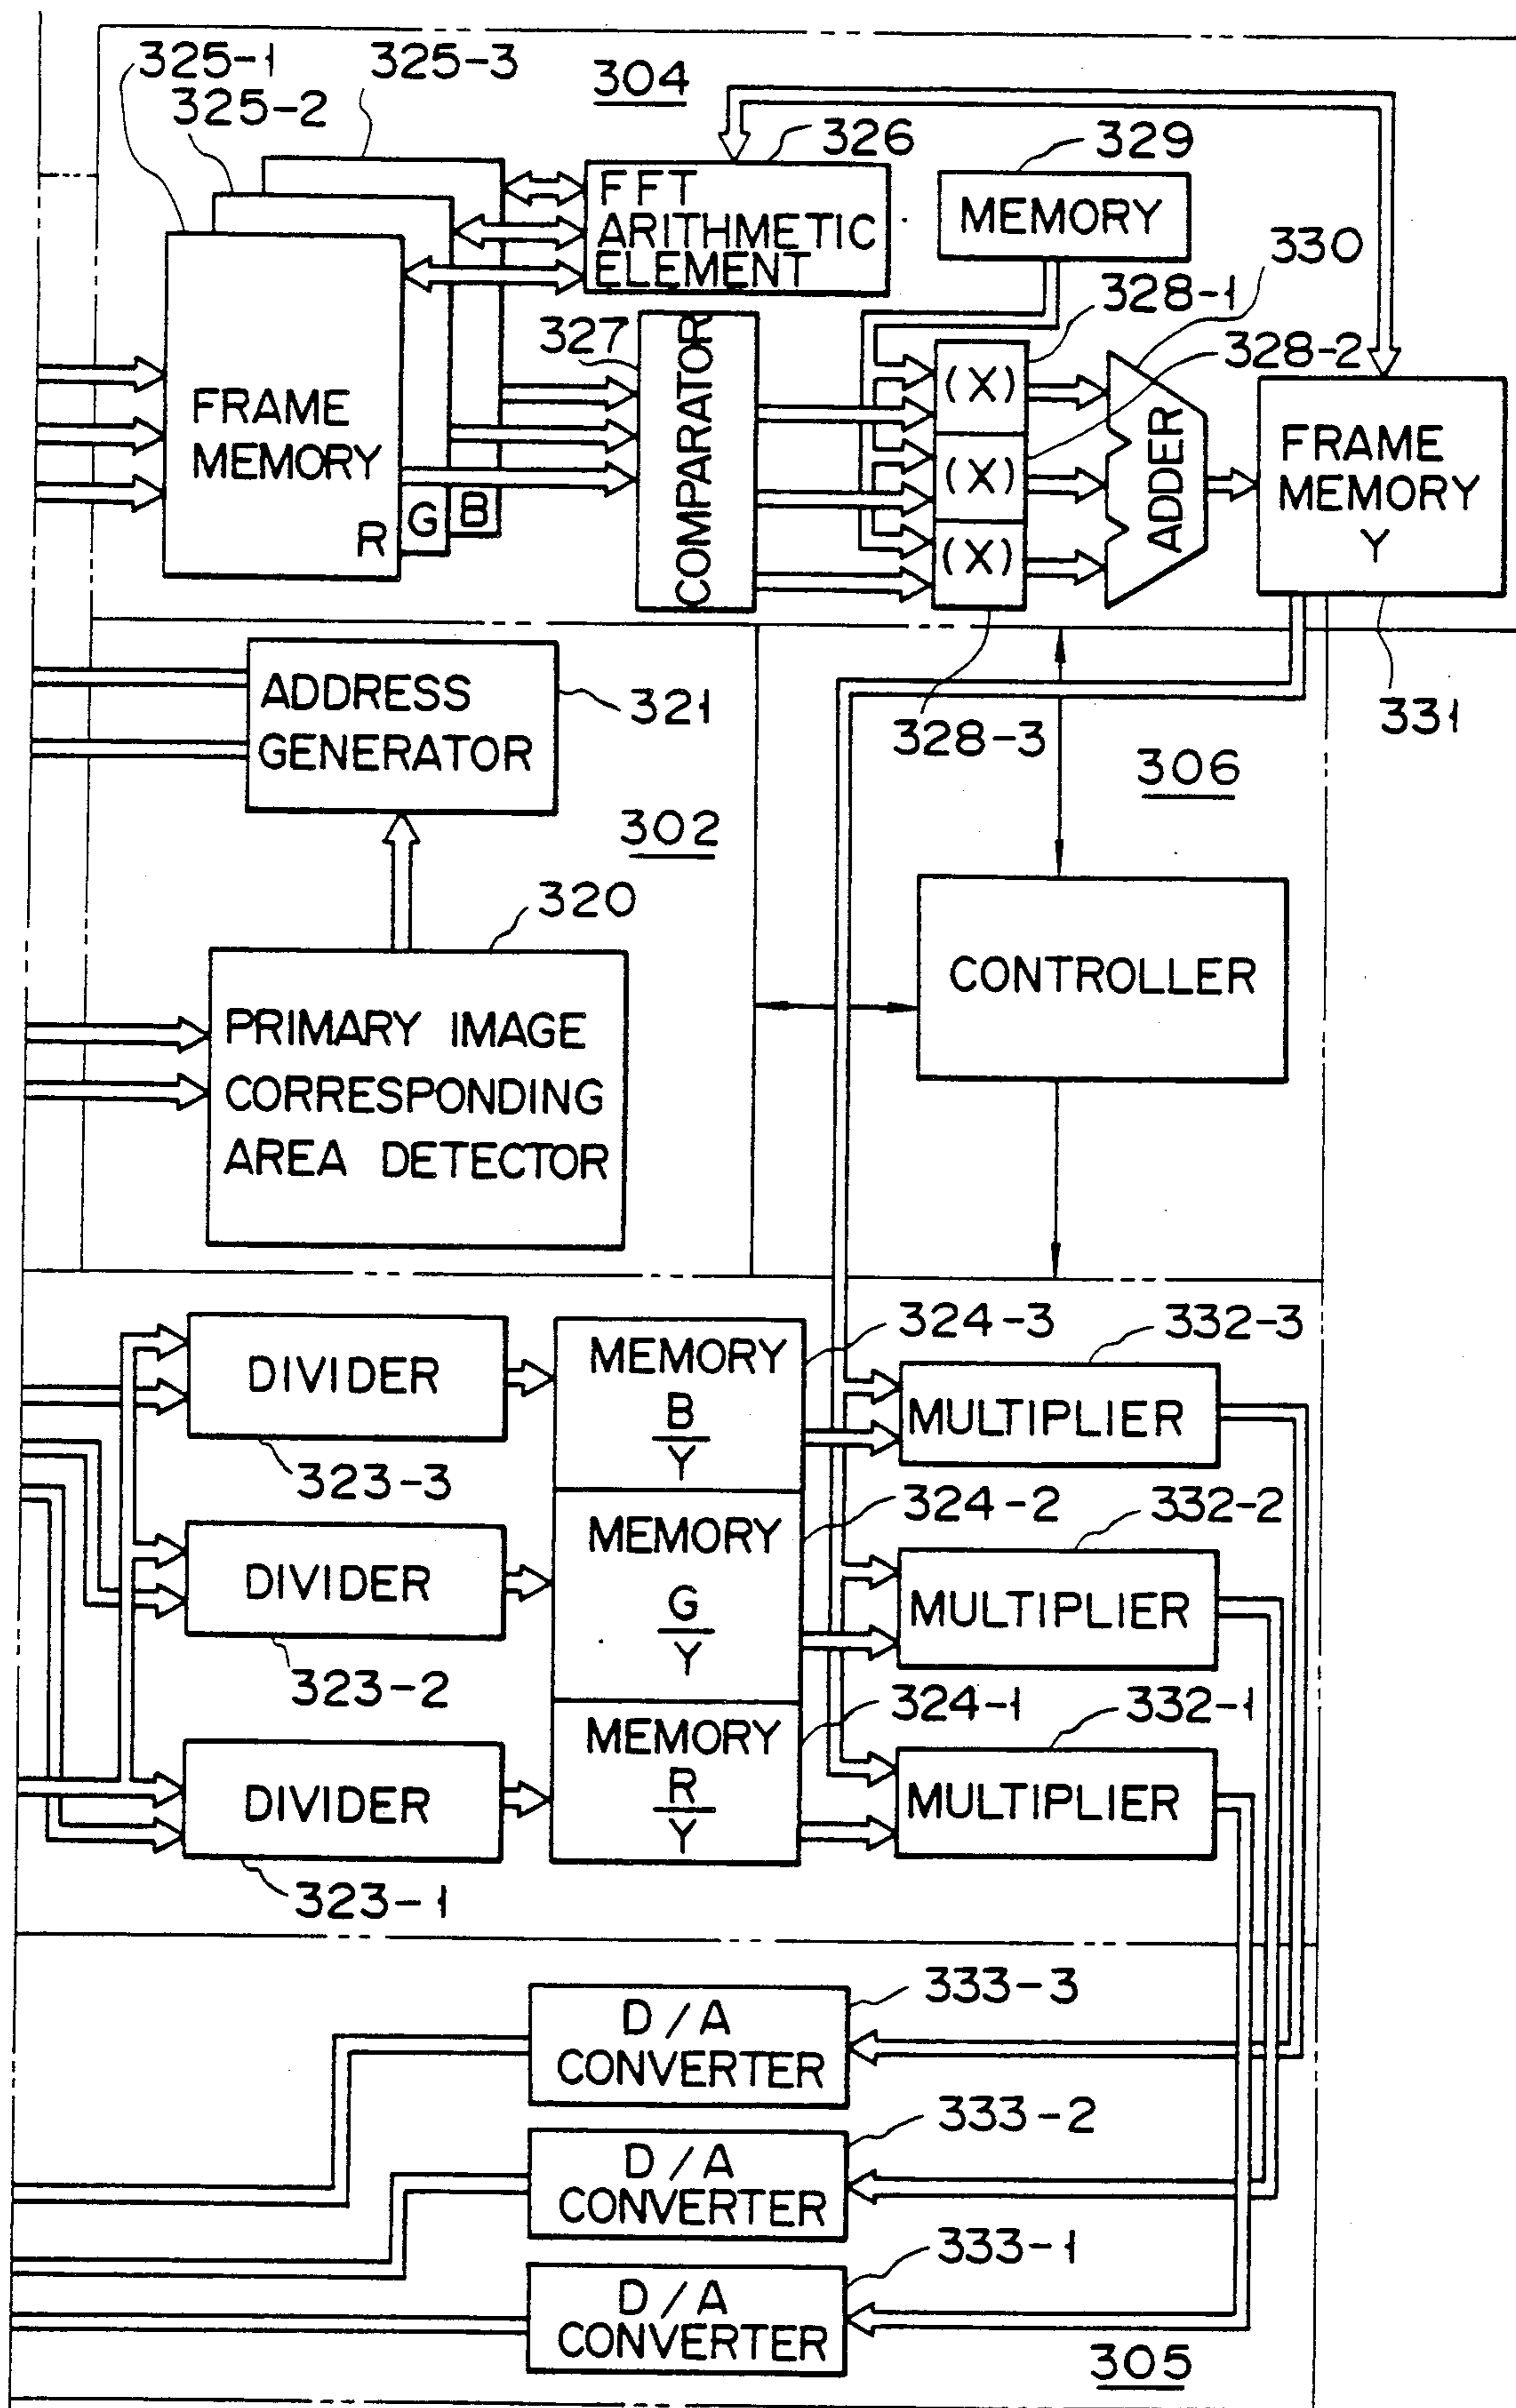 325-1
325-3
304
325-2
326
329
FFT
ARITHMETIC
ELEMENT
MEMORY
330
328-1
327
328-2
FRAME
MEMORY
R
G
B
COMPARATOR
(X)
(X)
(X)
ADDER
FRAME
MEMORY
Y
ADDRESS
GENERATOR
321
328-3
331
306
302
320
CONTROLLER
PRIMARY IMAGE
CORRESPONDING
AREA DETECTOR
324-3
332-3
DIVIDER
MEMORY
B
Y
MULTIPLIER
323-3
324-2
332-2
DIVIDER
MEMORY
G
Y
MULTIPLIER
323-2
324-1
332-1
DIVIDER
MEMORY
R
Y
MULTIPLIER
323-1
333-3
D/A
CONVERTER
333-2
D/A
CONVERTER
333-1
D/A
CONVERTER
305